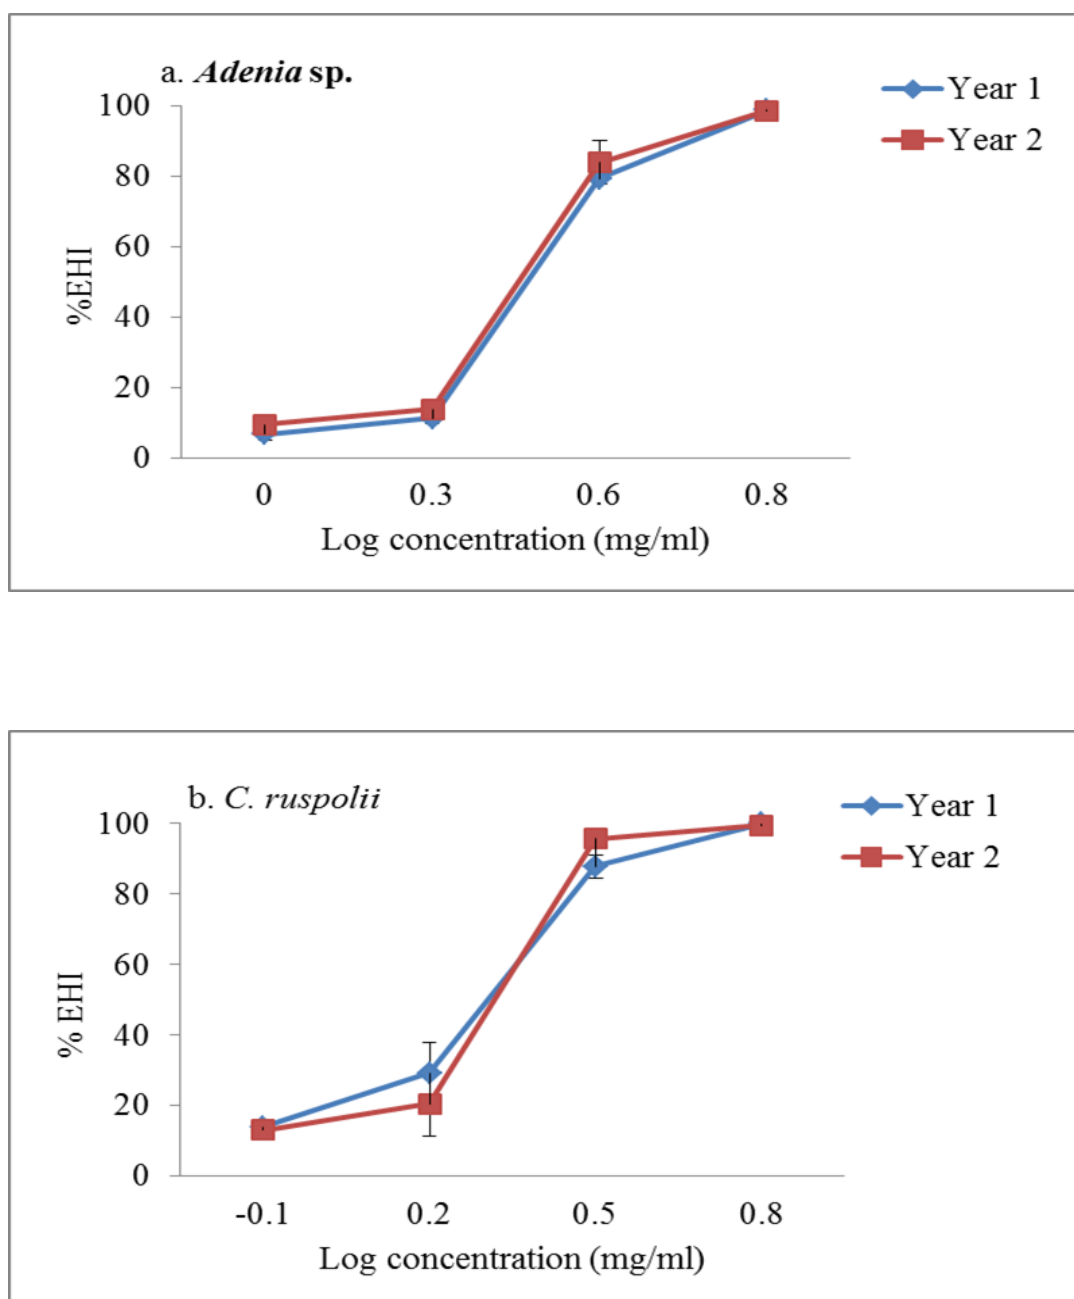 a. Adenia sp.
Year 1
Year 2
100
80
60
40
20
0
%EHI
0 0.3 0.6 0.8
Log concentration (mg/ml)
b. C. ruspolii
Year 1
Year 2
100
80
60
40
20
0
% EHI
-0.1 0.2 0.5 0.8
Log concentration (mg/ml)